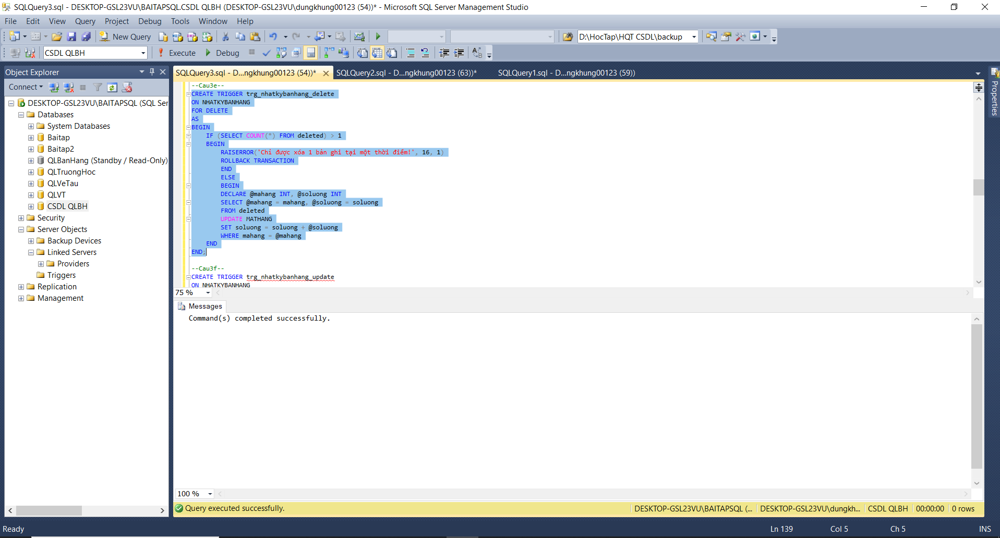 SQLQuery3.sql - DESKTOP-GSL23VU\BAITAPSQL.CSDL QLBH (DESKTOP-GSL23VU\dungkhung00123 (54))* - Microsoft SQL Server Management Studio
File Edit View Query Project Debug Tools Window Help
New Query D:\HocTap\HQT CSDL\backup
CSDL QLBH Execute Debug
Object Explorer
Connect
DESKTOP-GSL23VU\BAITAPSQL (SQL Ser
Databases
System Databases
Baitap
Baitap2
QLBanHang (Standby / Read-Only)
QLTruongHoc
QLVeTau
QLVT
CSDL QLBH
Security
Server Objects
Backup Devices
Linked Servers
Providers
Triggers
Replication
Management
SQLQuery3.sql - D...ngkhung00123 (54))* SQLQuery2.sql - D...ngkhung00123 (63))* SQLQuery1.sql - D...ngkhung00123 (59))
--Cau3e--
CREATE TRIGGER trg_nhatkybanhang_delete
ON NHATKYBANHANG
FOR DELETE
AS
BEGIN
IF (SELECT COUNT(*) FROM deleted) > 1
BEGIN
RAISERROR('Chỉ được xóa 1 bản ghi tại một thời điểm!', 16, 1)
ROLLBACK TRANSACTION
END
ELSE
BEGIN
DECLARE @mahang INT, @soluong INT
SELECT @mahang = mahang, @soluong = soluong
FROM deleted
UPDATE MATHANG
SET soluong = soluong + @soluong
WHERE mahang = @mahang
END
END;
--Cau3f--
CREATE TRIGGER trg_nhatkybanhang_update
ON NHATKYBANHANG
75 %
Messages
Command(s) completed successfully.
100 %
Query executed successfully. DESKTOP-GSL23VU\BAITAPSQL (... DESKTOP-GSL23VU\dungkh... CSDL QLBH 00:00:00 0 rows
Properties
Ready Ln 139 Col 5 Ch 5 INS